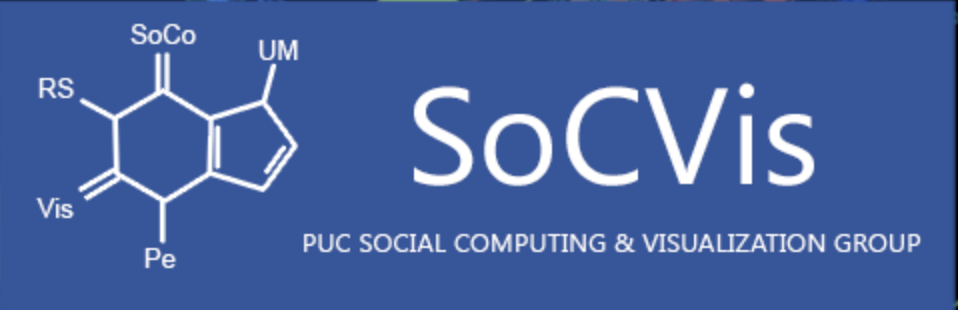 SoCo
UM
RS
Vis
Pe
SoCVis
PUC SOCIAL COMPUTING & VISUALIZATION GROUP